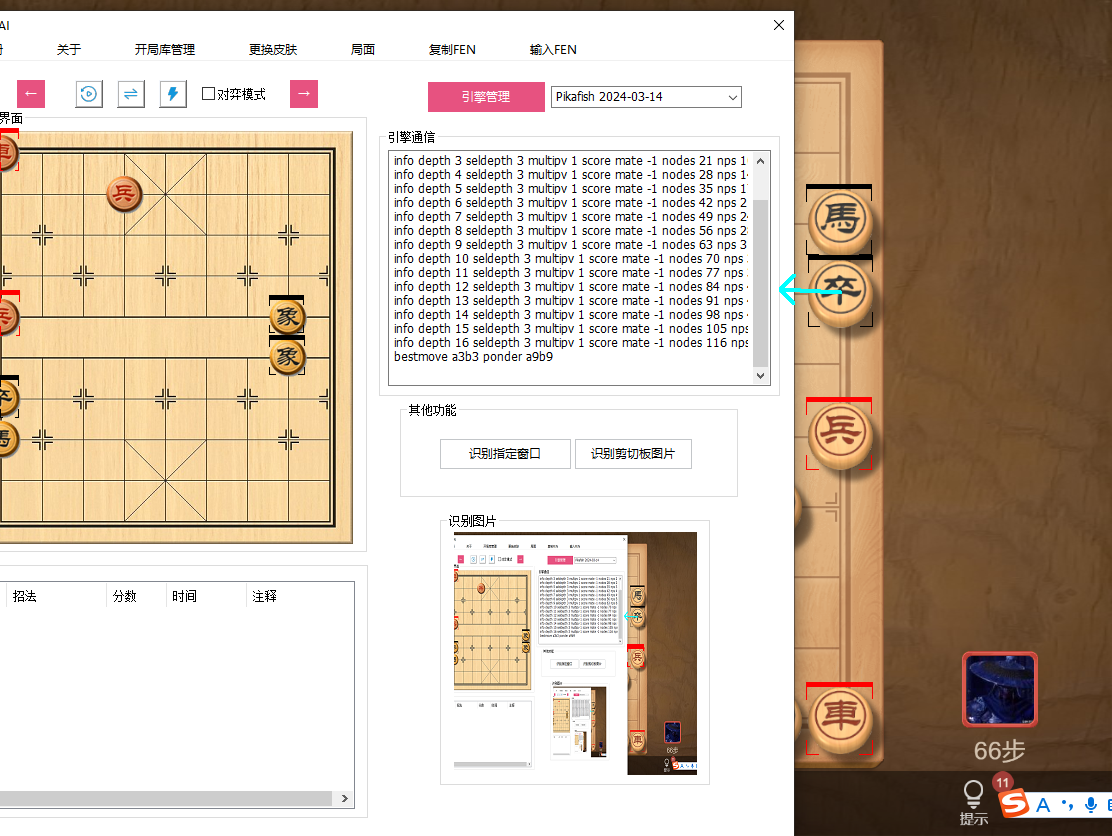 AI
关于
开局库管理
更换皮肤
局面
复制FEN
输入FEN
对弈模式
引擎管理
Pikafish 2024-03-14
界面
引擎通信
info depth 3 seldepth 3 multipv 1 score mate -1 nodes 21 nps
info depth 4 seldepth 3 multipv 1 score mate -1 nodes 28 nps
info depth 5 seldepth 3 multipv 1 score mate -1 nodes 35 nps
info depth 6 seldepth 3 multipv 1 score mate -1 nodes 42 nps
info depth 7 seldepth 3 multipv 1 score mate -1 nodes 49 nps
info depth 8 seldepth 3 multipv 1 score mate -1 nodes 56 nps
info depth 9 seldepth 3 multipv 1 score mate -1 nodes 63 nps
info depth 10 seldepth 3 multipv 1 score mate -1 nodes 70 nps
info depth 11 seldepth 3 multipv 1 score mate -1 nodes 77 nps
info depth 12 seldepth 3 multipv 1 score mate -1 nodes 84 nps
info depth 13 seldepth 3 multipv 1 score mate -1 nodes 91 nps
info depth 14 seldepth 3 multipv 1 score mate -1 nodes 98 nps
info depth 15 seldepth 3 multipv 1 score mate -1 nodes 105 nps
info depth 16 seldepth 3 multipv 1 score mate -1 nodes 116 nps
bestmove a3b3 ponder a9b9
車
兵
兵
象
象
卒
馬
其他功能
识别指定窗口
识别剪切板图片
识别图片
招法
分数
时间
注释
馬
卒
兵
車
66步
提示
11
S
A